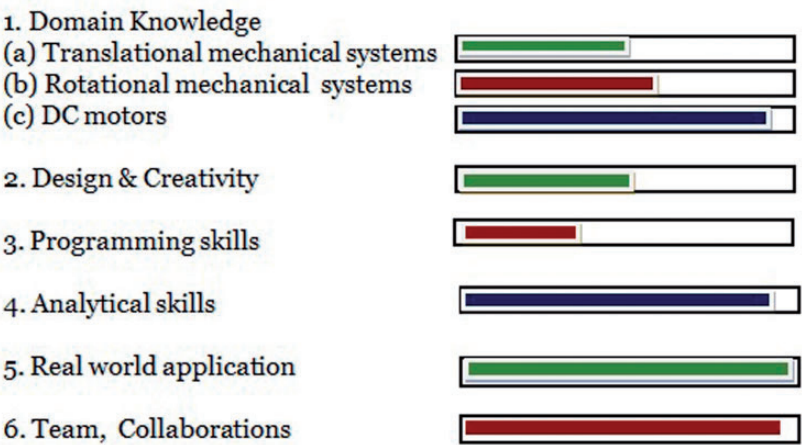 1. Domain Knowledge
(a) Translational mechanical systems
(b) Rotational mechanical systems
(c) DC motors
2. Design & Creativity
3. Programming skills
4. Analytical skills
5. Real world application
6. Team, Collaborations